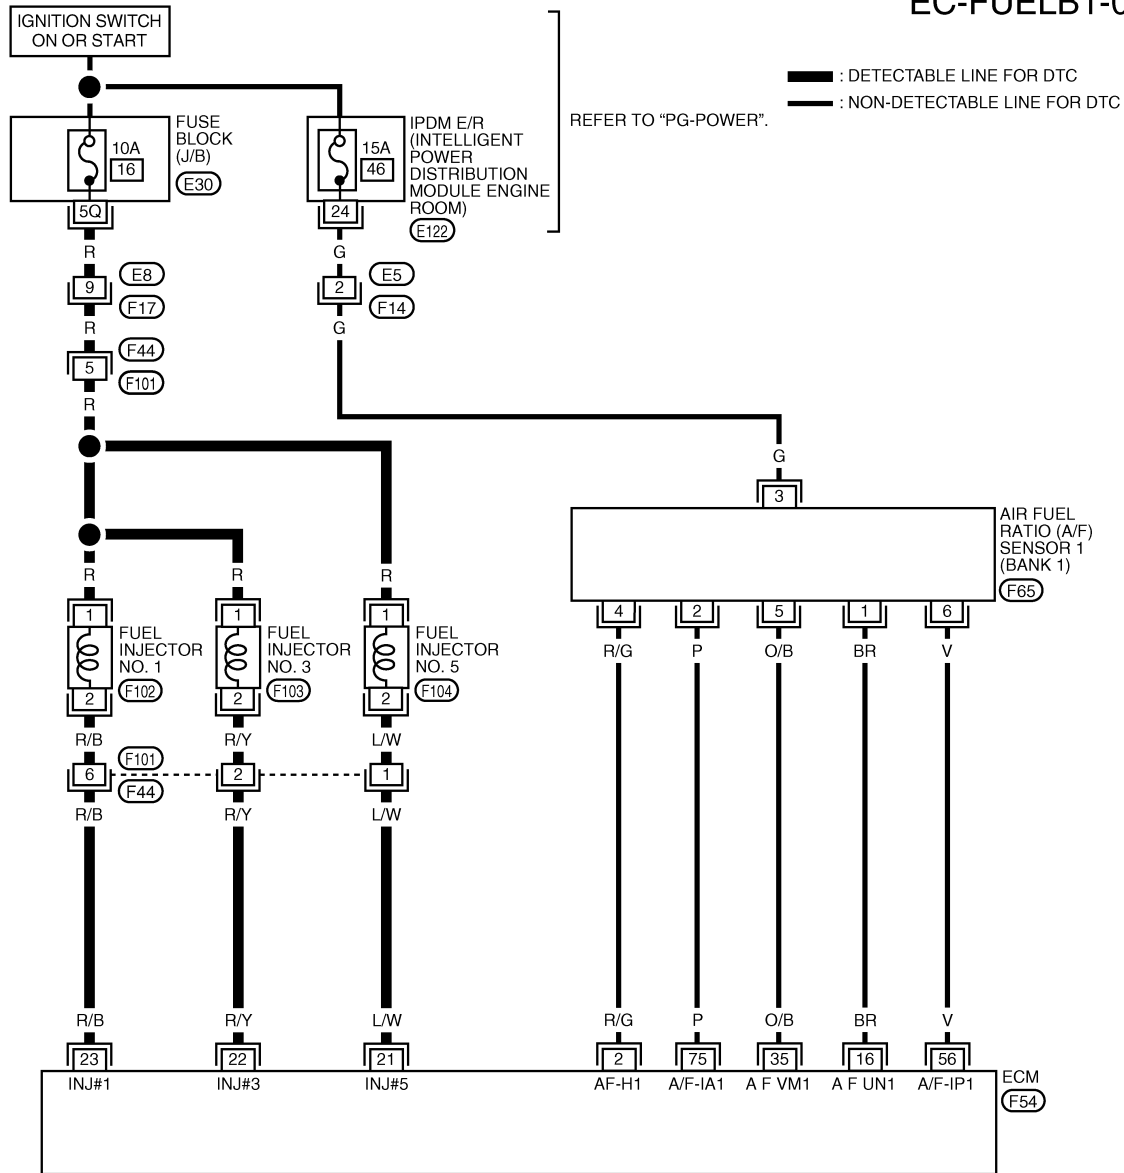 EC-FUELB1-0
IGNITION SWITCH
ON OR START
: DETECTABLE LINE FOR DTC
: NON-DETECTABLE LINE FOR DTC
REFER TO “PG-POWER”.
10A
16
FUSE
BLOCK
(J/B)
E30
15A
46
IPDM E/R
(INTELLIGENT
POWER
DISTRIBUTION
MODULE ENGINE
ROOM)
E122
5Q
24
R
G
9
E8
F17
2
E5
F14
R
G
5
F44
F101
R
G
3
AIR FUEL
RATIO (A/F)
SENSOR 1
(BANK 1)
F65
R
R
R
1
1
1
FUEL
INJECTOR
NO. 1
F102
FUEL
INJECTOR
NO. 3
F103
FUEL
INJECTOR
NO. 5
F104
2
2
2
4
2
5
1
6
R/G
P
O/B
BR
V
R/B
R/Y
L/W
6
F101
F44
2
1
R/B
R/Y
L/W
R/B
R/Y
L/W
R/G
P
O/B
BR
V
23
22
21
2
75
35
16
56
INJ#1
INJ#3
INJ#5
AF-H1
A/F-IA1
A F VM1
A F UN1
A/F-IP1
ECM
F54